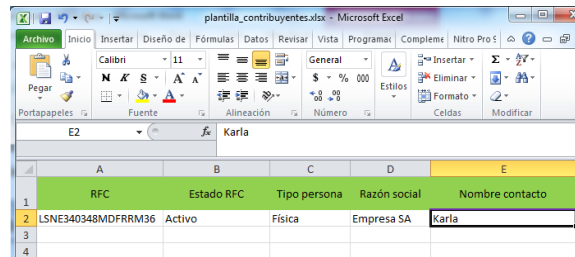 plantilla_contribuyentes.xlsx - Microsoft Excel
Archivo Inicio Insertar Diseño de Fórmulas Datos Revisar Vista Programac Compleme Nitro Pro 9
Calibri 11 General Insertar Σ
Pegar N K S A A $ % 000 Estilos Eliminar
A Formato
Portapapeles Fuente Alineación Número Celdas Modificar
E2 fx Karla
A B C D E
1 RFC Estado RFC Tipo persona Razón social Nombre contacto
2 LSNE340348MDFRRM36 Activo Física Empresa SA Karla
3
4